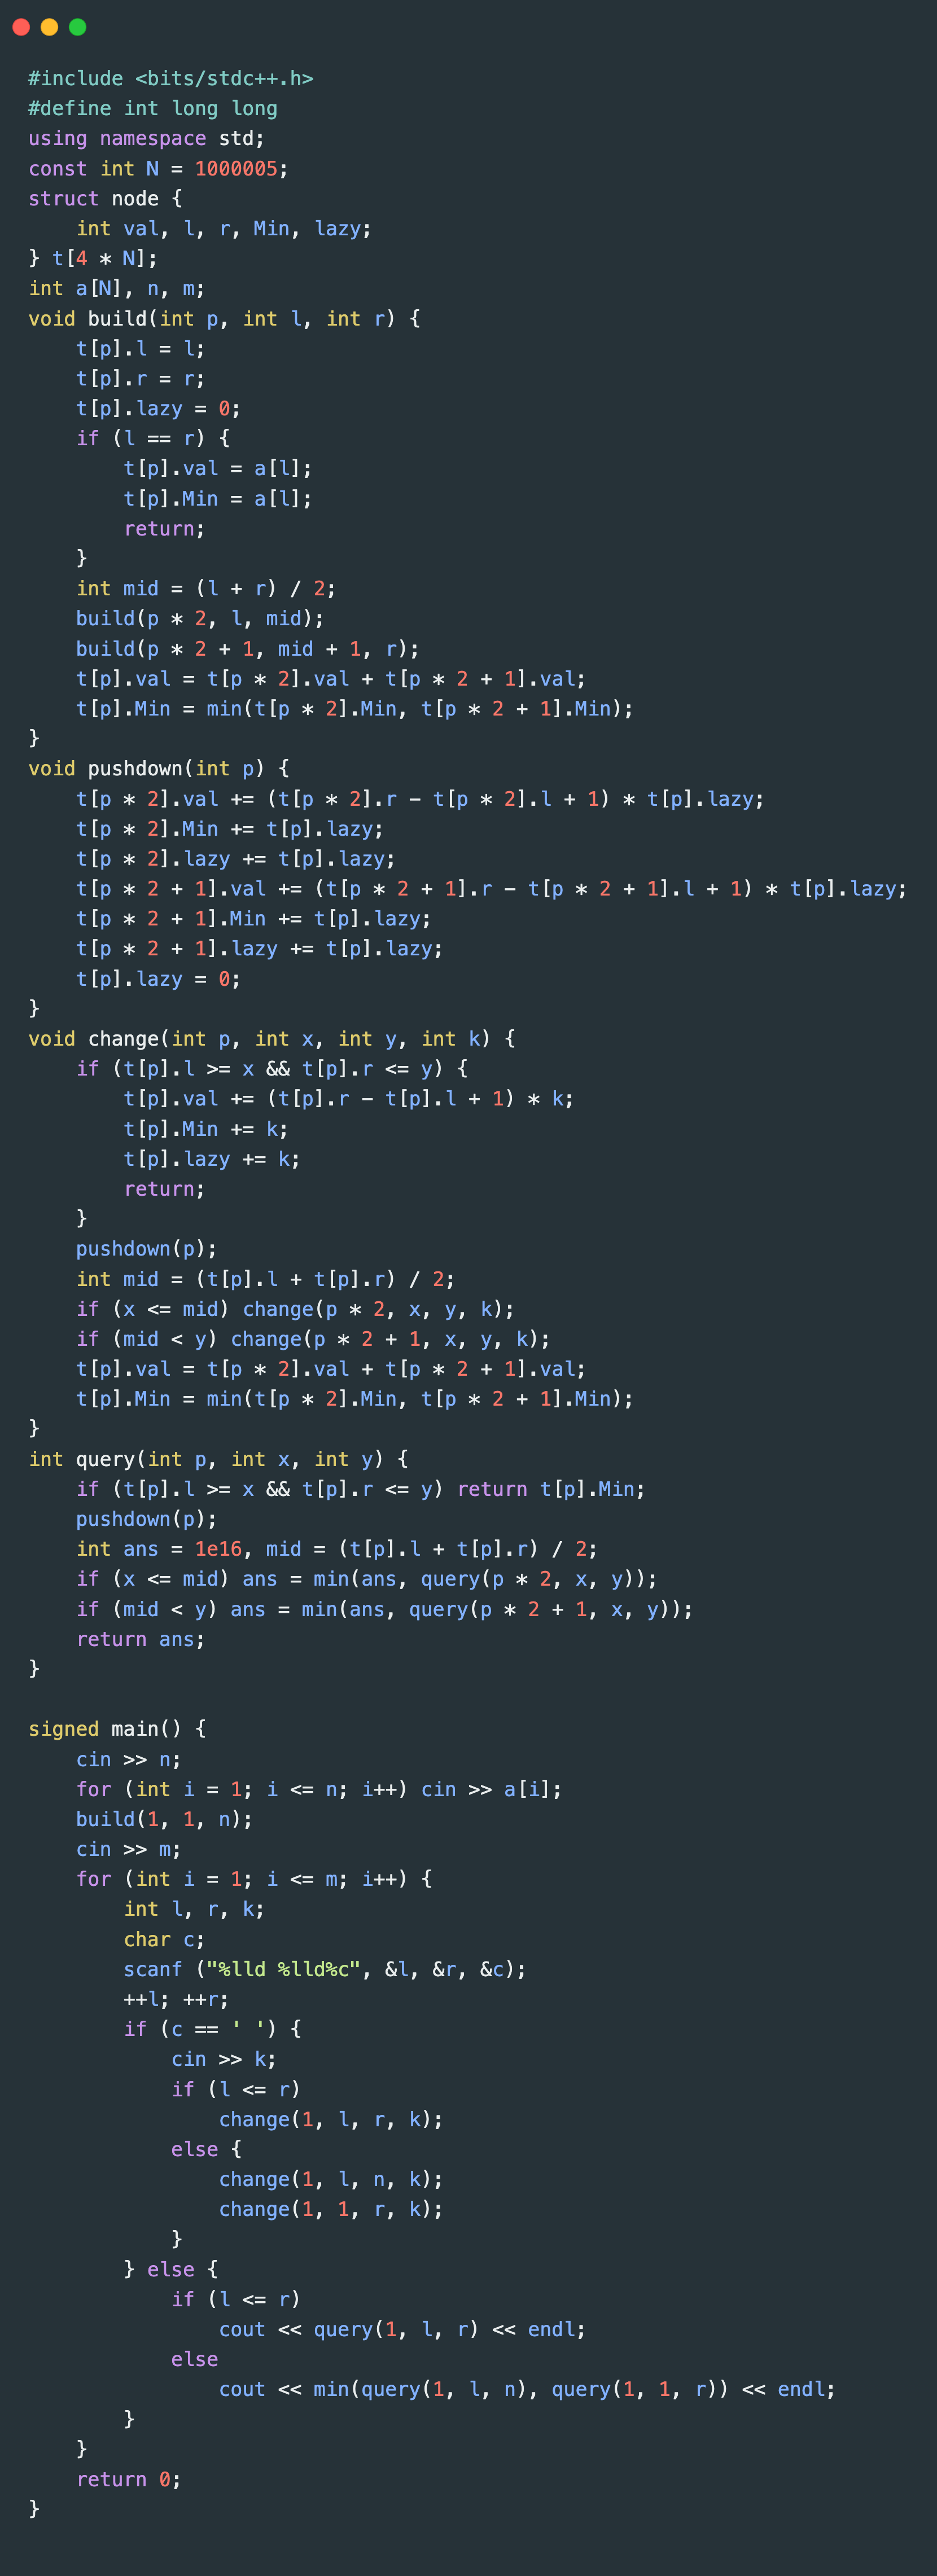 #include <bits/stdc++.h>
#define int long long
using namespace std;
const int N = 1000005;
struct node {
    int val, l, r, Min, lazy;
} t[4 * N];
int a[N], n, m;
void build(int p, int l, int r) {
    t[p].l = l;
    t[p].r = r;
    t[p].lazy = 0;
    if (l == r) {
        t[p].val = a[l];
        t[p].Min = a[l];
        return;
    }
    int mid = (l + r) / 2;
    build(p * 2, l, mid);
    build(p * 2 + 1, mid + 1, r);
    t[p].val = t[p * 2].val + t[p * 2 + 1].val;
    t[p].Min = min(t[p * 2].Min, t[p * 2 + 1].Min);
}
void pushdown(int p) {
    t[p * 2].val += (t[p * 2].r - t[p * 2].l + 1) * t[p].lazy;
    t[p * 2].Min += t[p].lazy;
    t[p * 2].lazy += t[p].lazy;
    t[p * 2 + 1].val += (t[p * 2 + 1].r - t[p * 2 + 1].l + 1) * t[p].lazy;
    t[p * 2 + 1].Min += t[p].lazy;
    t[p * 2 + 1].lazy += t[p].lazy;
    t[p].lazy = 0;
}
void change(int p, int x, int y, int k) {
    if (t[p].l >= x && t[p].r <= y) {
        t[p].val += (t[p].r - t[p].l + 1) * k;
        t[p].Min += k;
        t[p].lazy += k;
        return;
    }
    pushdown(p);
    int mid = (t[p].l + t[p].r) / 2;
    if (x <= mid) change(p * 2, x, y, k);
    if (mid < y) change(p * 2 + 1, x, y, k);
    t[p].val = t[p * 2].val + t[p * 2 + 1].val;
    t[p].Min = min(t[p * 2].Min, t[p * 2 + 1].Min);
}
int query(int p, int x, int y) {
    if (t[p].l >= x && t[p].r <= y) return t[p].Min;
    pushdown(p);
    int ans = 1e16, mid = (t[p].l + t[p].r) / 2;
    if (x <= mid) ans = min(ans, query(p * 2, x, y));
    if (mid < y) ans = min(ans, query(p * 2 + 1, x, y));
    return ans;
}

signed main() {
    cin >> n;
    for (int i = 1; i <= n; i++) cin >> a[i];
    build(1, 1, n);
    cin >> m;
    for (int i = 1; i <= m; i++) {
        int l, r, k;
        char c;
        scanf ("%lld %lld%c", &l, &r, &c);
        ++l; ++r;
        if (c == ' ') {
            cin >> k;
            if (l <= r)
                change(1, l, r, k);
            else {
                change(1, l, n, k);
                change(1, 1, r, k);
            }
        } else {
            if (l <= r)
                cout << query(1, l, r) << endl;
            else
                cout << min(query(1, l, n), query(1, 1, r)) << endl;
        }
    }
    return 0;
}